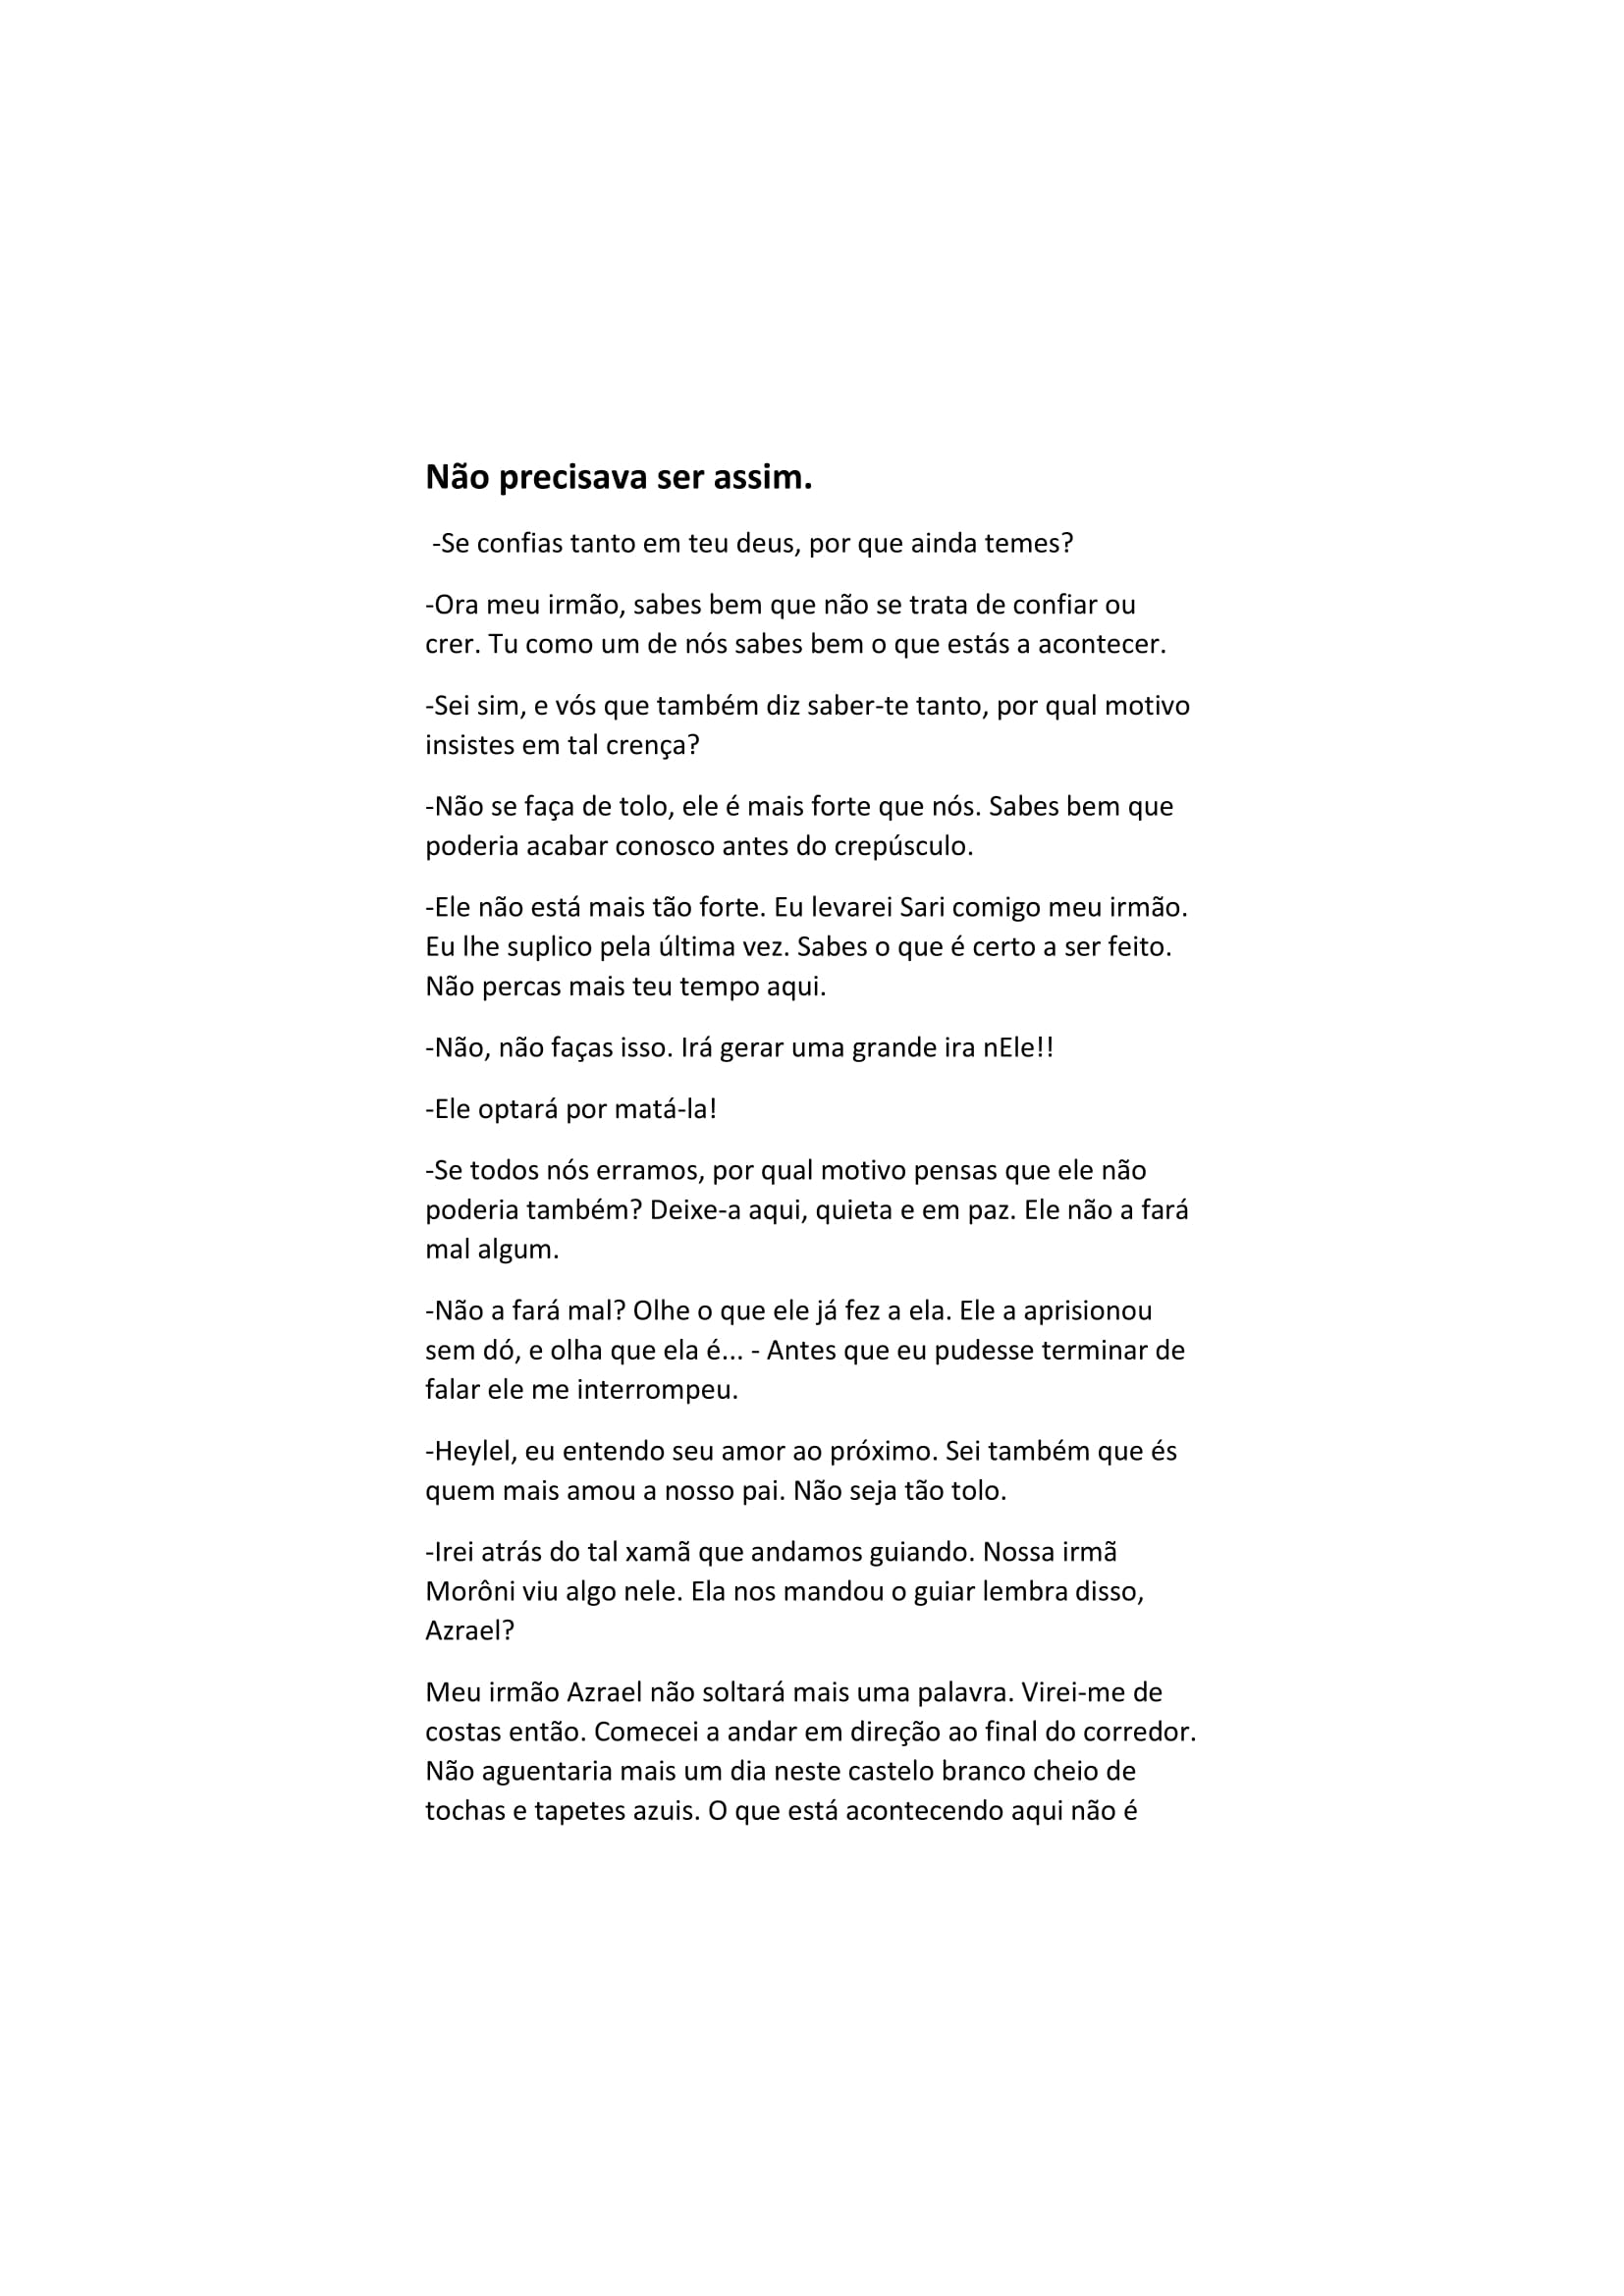 Não precisava ser assim.
-Se confias tanto em teu deus, por que ainda temes?
-Ora meu irmão, sabes bem que não se trata de confiar ou
crer. Tu como um de nós sabes bem o que estás a acontecer.
-Sei sim, e vós que também diz saber-te tanto, por qual motivo
insistes em tal crença?
-Não se faça de tolo, ele é mais forte que nós. Sabes bem que
poderia acabar conosco antes do crepúsculo.
-Ele não está mais tão forte. Eu levarei Sari comigo meu irmão.
Eu lhe suplico pela última vez. Sabes o que é certo a ser feito.
Não percas mais teu tempo aqui.
-Não, não faças isso. Irá gerar uma grande ira nEle!!
-Ele optará por matá-la!
-Se todos nós erramos, por qual motivo pensas que ele não
poderia também? Deixe-a aqui, quieta e em paz. Ele não a fará
mal algum.
-Não a fará mal? Olhe o que ele já fez a ela. Ele a aprisionou
sem dó, e olha que ela é... - Antes que eu pudesse terminar de
falar ele me interrompeu.
-Heylel, eu entendo seu amor ao próximo. Sei também que és
quem mais amou a nosso pai. Não seja tão tolo.
-Irei atrás do tal xamã que andamos guiando. Nossa irmã
Morôni viu algo nele. Ela nos mandou o guiar lembra disso,
Azrael?
Meu irmão Azrael não soltará mais uma palavra. Virei-me de
costas então. Comecei a andar em direção ao final do corredor.
Não aguentaria mais um dia neste castelo branco cheio de
tochas e tapetes azuis. O que está acontecendo aqui não é